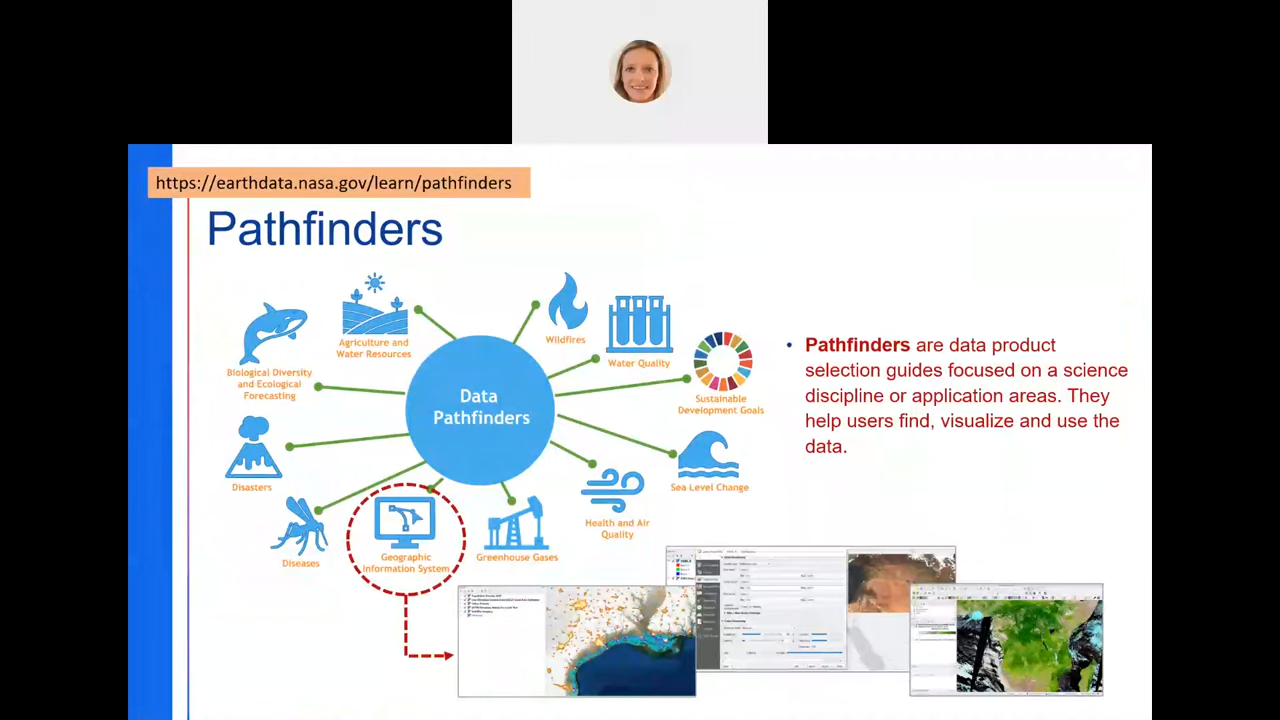 https://earthdata.nasa.gov/learn/pathfinders
Pathfinders
Agriculture and
Water Resources
Wildfires
Water Quality
Biological Diversity
and Ecological
Forecasting
Data
Pathfinders
Sustainable
Development Goals
Disasters
Sea Level Change
Diseases
Geographic
Information System
Greenhouse Gases
Health and Air
Quality
• Pathfinders are data product
selection guides focused on a science
discipline or application areas. They
help users find, visualize and use the
data.